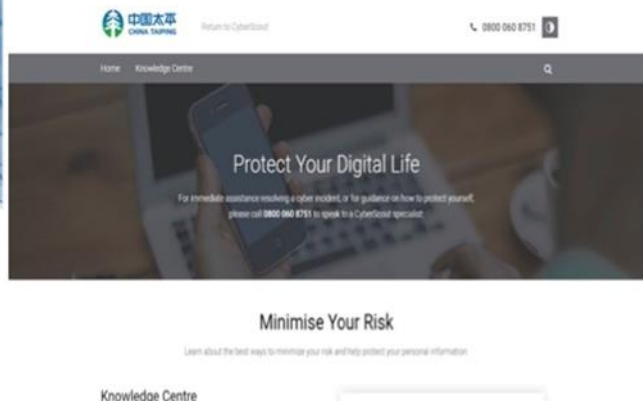 中国太平
CHINA TAIPING
Return to CyberScout
0800 060 8751
Home Knowledge Centre
Protect Your Digital Life
For immediate assistance resolving a cyber incident, or for guidance on how to protect yourself,
please call 0800 060 8751 to speak to a CyberScout specialist.
Minimise Your Risk
Learn about the best ways to minimize your risk and help protect your personal information
Knowledge Centre